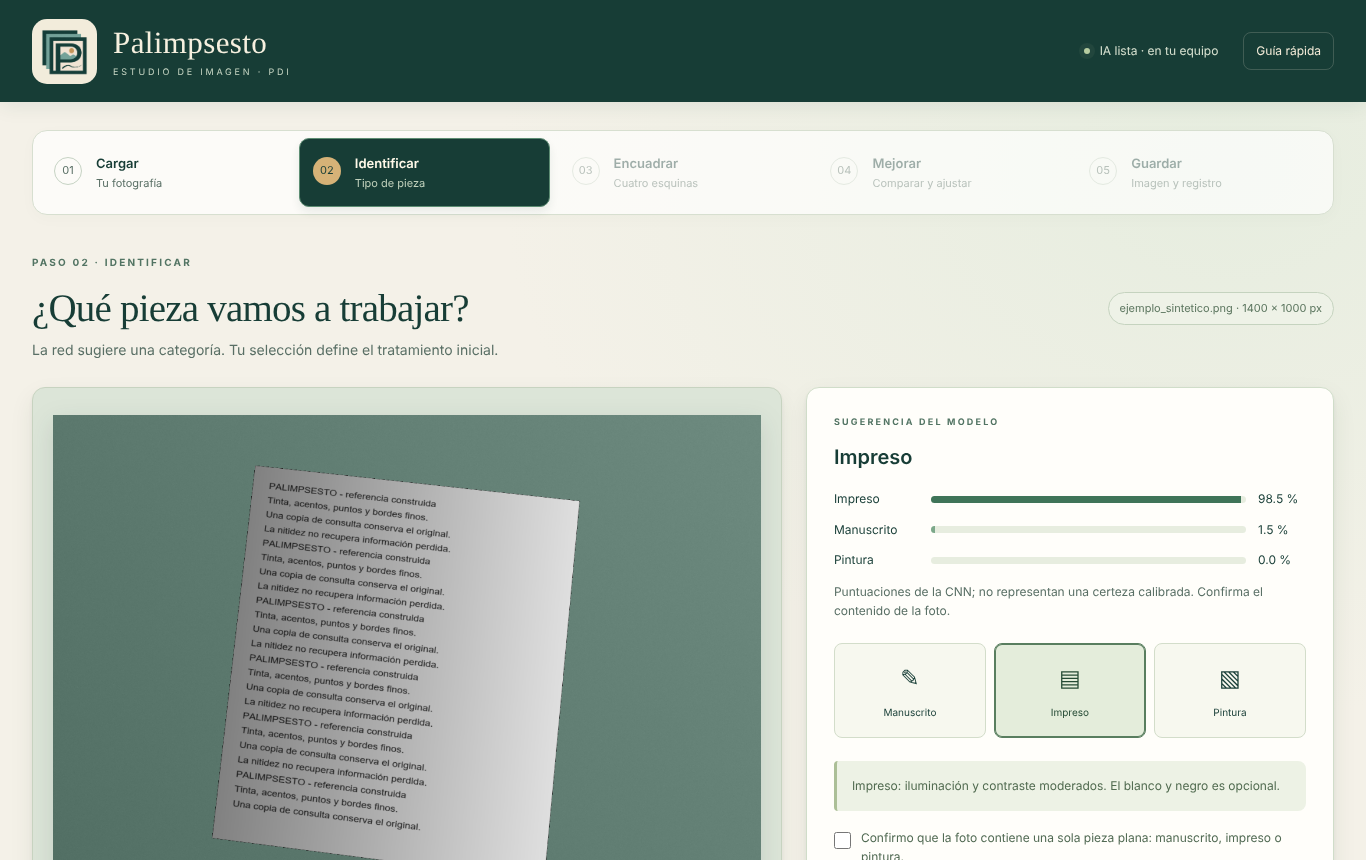 Palimpsesto
ESTUDIO DE IMAGEN · PDI
IA lista · en tu equipo
Guía rápida
01
Cargar
Tu fotografía
02
Identificar
Tipo de pieza
03
Encuadrar
Cuatro esquinas
04
Mejorar
Comparar y ajustar
05
Guardar
Imagen y registro
PASO 02 · IDENTIFICAR
¿Qué pieza vamos a trabajar?
La red sugiere una categoría. Tu selección define el tratamiento inicial.
ejemplo_sintetico.png · 1400 × 1000 px
PALIMPSESTO - referencia construida
Tinta, acentos, puntos y bordes finos.
Una copia de consulta conserva el original.
La nitidez no recupera información perdida.
PALIMPSESTO - referencia construida
Tinta, acentos, puntos y bordes finos.
Una copia de consulta conserva el original.
La nitidez no recupera información perdida.
PALIMPSESTO - referencia construida
Tinta, acentos, puntos y bordes finos.
Una copia de consulta conserva el original.
La nitidez no recupera información perdida.
PALIMPSESTO - referencia construida
Tinta, acentos, puntos y bordes finos.
Una copia de consulta conserva el original.
La nitidez no recupera información perdida.
PALIMPSESTO - referencia construida
Tinta, acentos, puntos y bordes finos.
Una copia de consulta conserva el original.
La nitidez no recupera información perdida.
PALIMPSESTO - referencia construida
Tinta, acentos, puntos y bordes finos.
Una copia de consulta conserva el original.
SUGERENCIA DEL MODELO
Impreso
Impreso 98.5 %
Manuscrito 1.5 %
Pintura 0.0 %
Puntuaciones de la CNN; no representan una certeza calibrada. Confirma el
contenido de la foto.
Manuscrito
Impreso
Pintura
Impreso: iluminación y contraste moderados. El blanco y negro es opcional.
Confirmo que la foto contiene una sola pieza plana: manuscrito, impreso o
pintura.